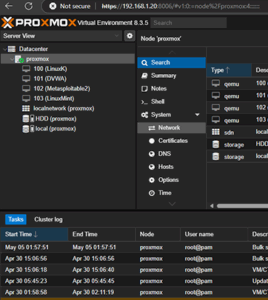 Not secure https://192.168.1.20:8006/#v1:0:=node%2Fproxmox:4:
PROXMOX Virtual Environment 8.3.5 Search
Server View
Node 'proxmox'
Datacenter
proxmox
100 (LinuxK)
101 (DVWA)
102 (Metasploitable2)
103 (LinuxMint)
localnetwork (proxmox)
HDD (proxmox)
local (proxmox)
Search
Summary
Notes
Shell
System
Network
Certificates
DNS
Hosts
Options
Time
Type Des
qemu 100
qemu 101
qemu 102
qemu 103
sdn local
storage HDD
storage local
Tasks Cluster log
Start Time End Time Node User name Descr
May 05 01:57:51 May 05 01:57:51 proxmox root@pam Bulk s
Apr 30 15:06:56 Apr 30 15:06:56 proxmox root@pam Bulk s
Apr 30 15:06:18 Apr 30 15:06:40 proxmox root@pam VM/C
Apr 30 05:45:23 Apr 30 05:45:45 proxmox root@pam Updat
Apr 30 01:58:58 Apr 30 02:11:19 proxmox root@pam VM/C